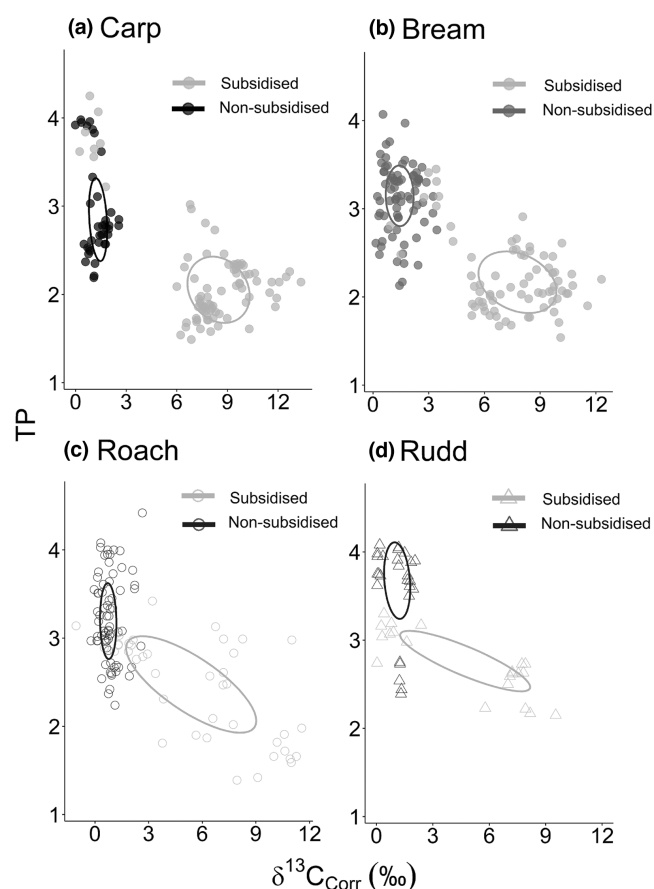 (a) Carp
Subsidised
Non-subsidised
4
3
2
1
0 3 6 9 12
(b) Bream
Subsidised
Non-subsidised
4
3
2
1
0 3 6 9 12
TP
(c) Roach
Subsidised
Non-subsidised
4
3
2
1
0 3 6 9 12
(d) Rudd
Subsidised
Non-subsidised
4
3
2
1
0 3 6 9 12
δ¹³C_Corr (‰)